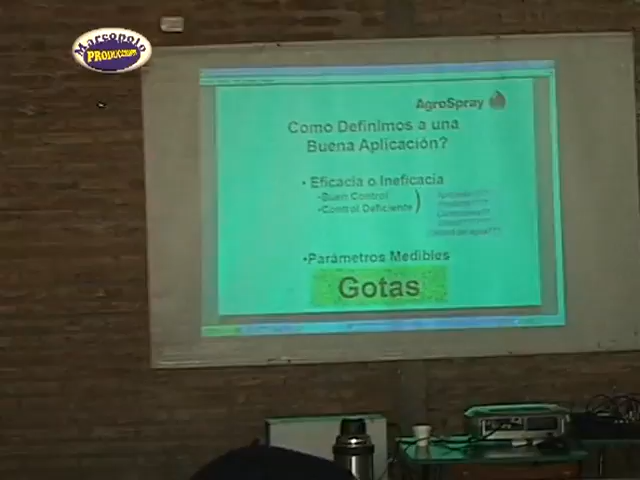 Marcopolo
PRODUCCIONES
AgroSpray
Como Definimos a una
Buena Aplicación?
• Eficacia o Ineficacia
•Buen Control
•Control Deficiente
•Parámetros Medibles
Gotas